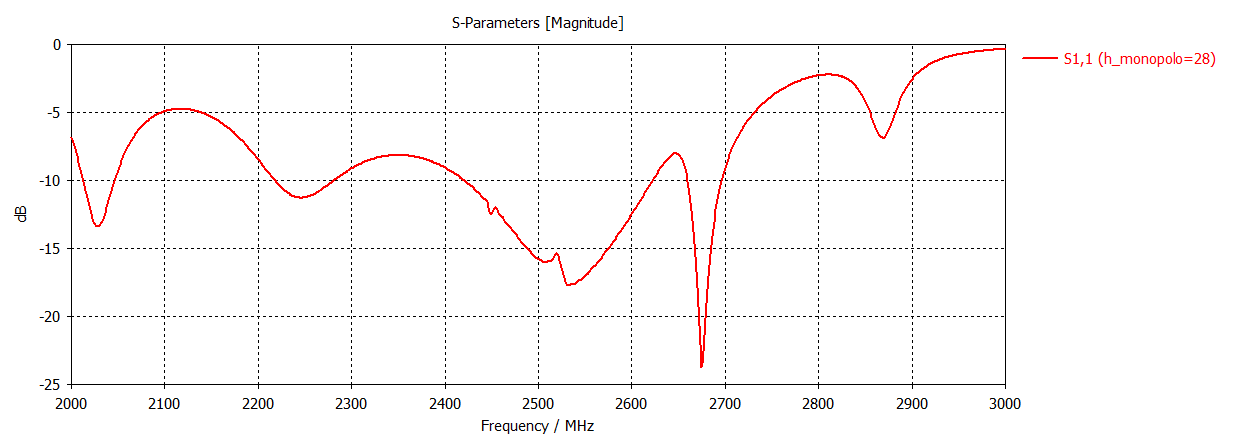 S-Parameters [Magnitude]
0
-5
-10
-15
-20
-25
dB
2000 2100 2200 2300 2400 2500 2600 2700 2800 2900 3000
Frequency / MHz
S1,1 (h_monopolo=28)